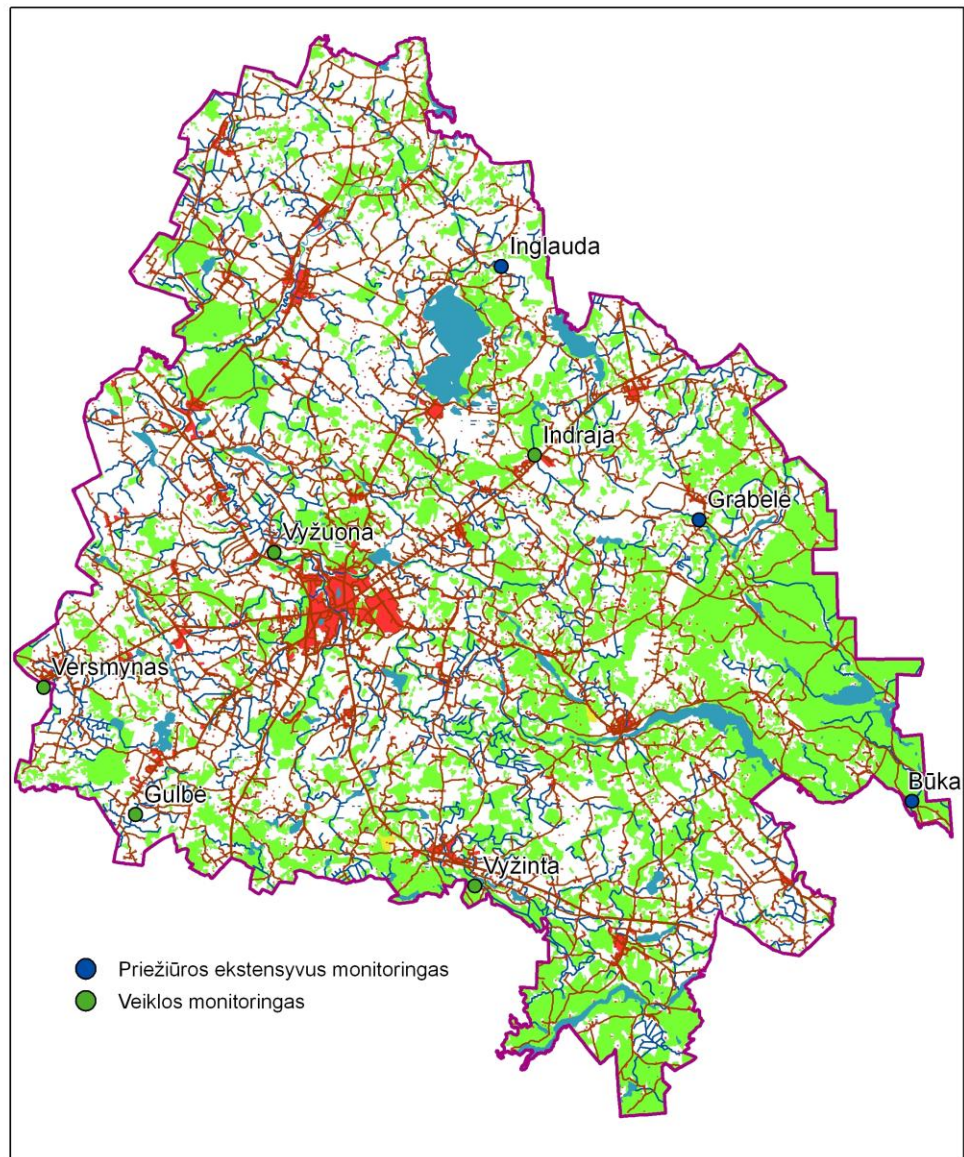 Inglauda
Indraja
Grabelė
Vyžuona
Versmynas
Būka
Gulbė
Vyžinta
Priežiūros ekstensyvus monitoringas
Veiklos monitoringas